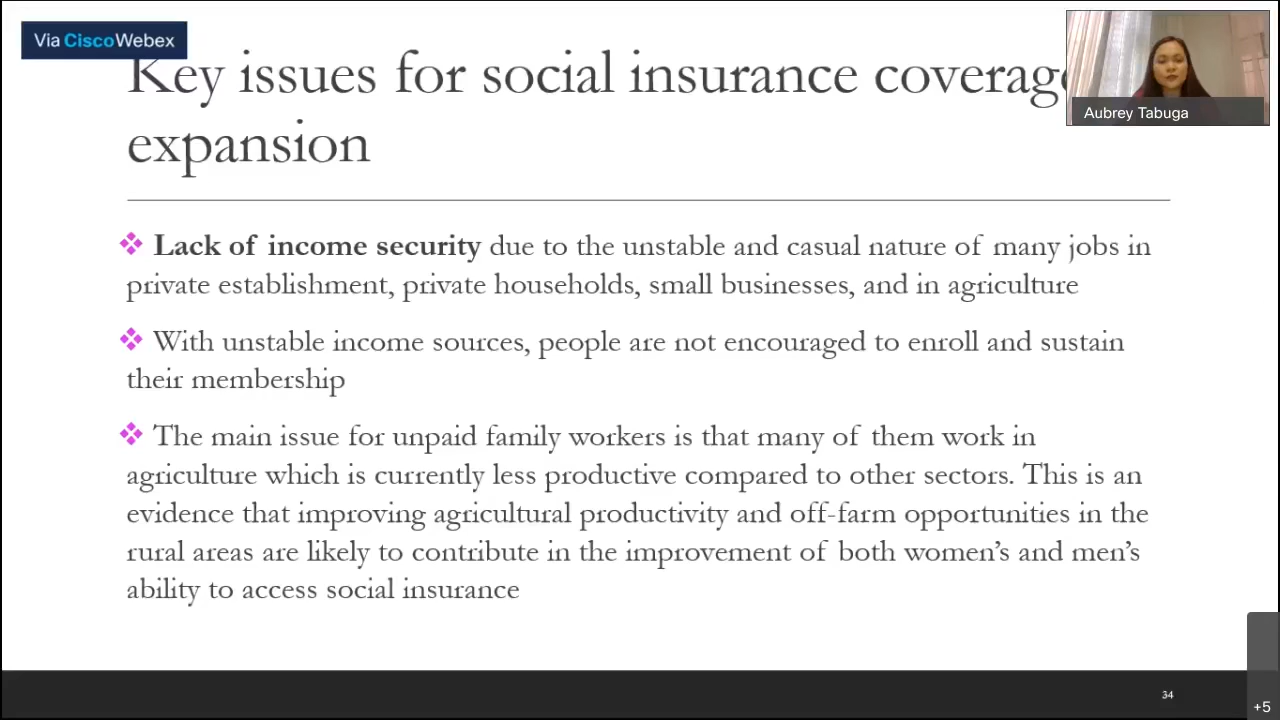 Via CiscoWebex
Key issues for social insurance coverage
expansion
Aubrey Tabuga
Lack of income security due to the unstable and casual nature of many jobs in
private establishment, private households, small businesses, and in agriculture
With unstable income sources, people are not encouraged to enroll and sustain
their membership
The main issue for unpaid family workers is that many of them work in
agriculture which is currently less productive compared to other sectors. This is an
evidence that improving agricultural productivity and off-farm opportunities in the
rural areas are likely to contribute in the improvement of both women’s and men’s
ability to access social insurance
34
+5